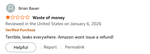 Brian Bauer
Waste of money
Reviewed in the United States on January 6, 2025
Verified Purchase
Terrible, leaks everywhere. Amazon wont issue a refund!
Helpful Report Permalink